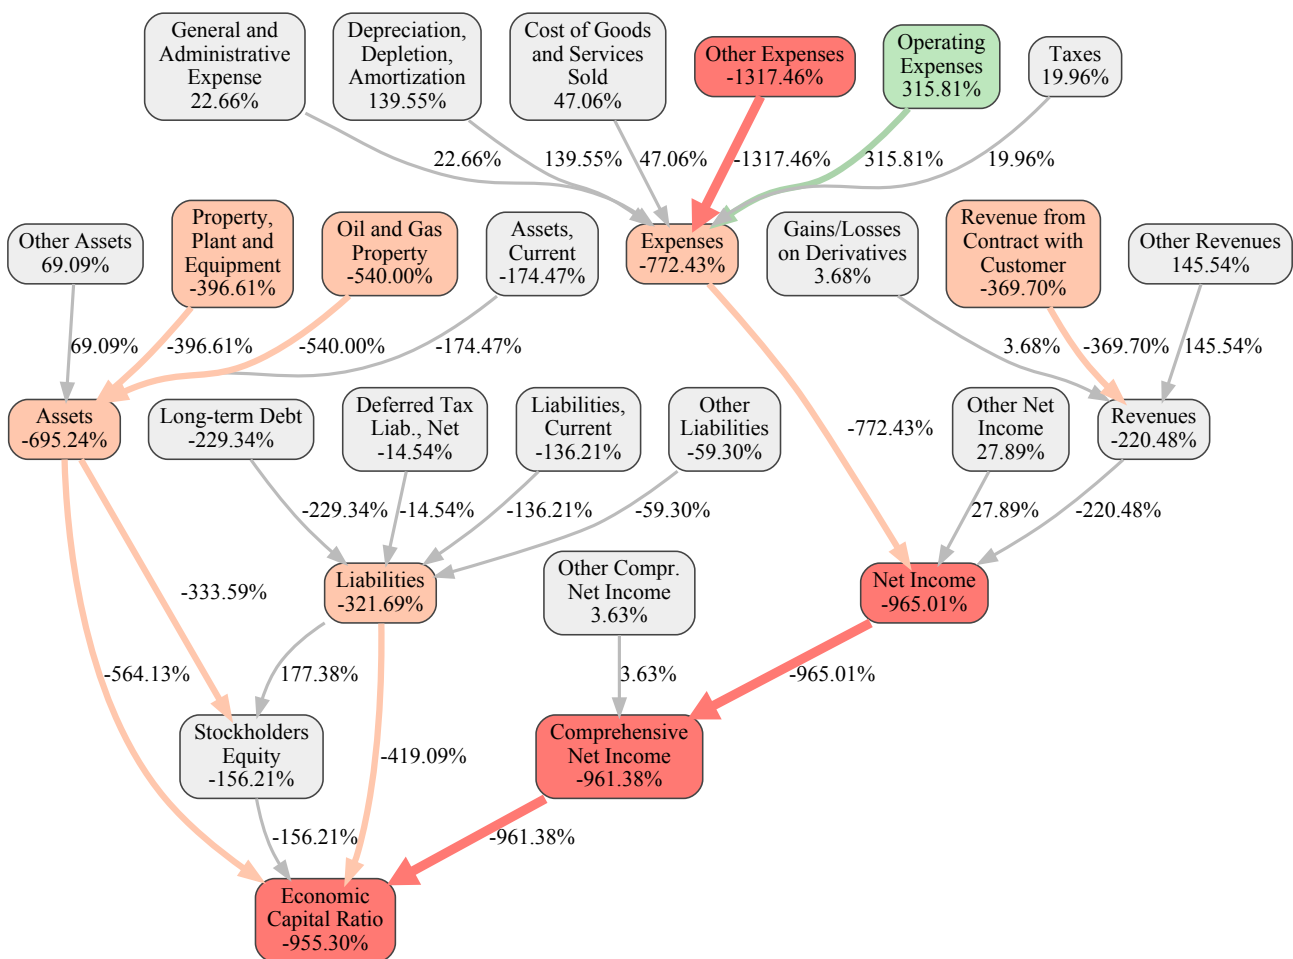 General and
Administrative
Expense
22.66%
Depreciation,
Depletion,
Amortization
139.55%
Cost of Goods
and Services
Sold
47.06%
Other Expenses
-1317.46%
Operating
Expenses
315.81%
Taxes
19.96%
22.66%
139.55%
47.06%
-1317.46%
315.81%
19.96%
Other Assets
69.09%
Property,
Plant and
Equipment
-396.61%
Oil and Gas
Property
-540.00%
Assets,
Current
-174.47%
Expenses
-772.43%
Gains/Losses
on Derivatives
3.68%
Revenue from
Contract with
Customer
-369.70%
Other Revenues
145.54%
69.09%
-396.61%
-540.00%
-174.47%
3.68%
-369.70%
145.54%
Assets
-695.24%
Long-term Debt
-229.34%
Deferred Tax
Liab., Net
-14.54%
Liabilities,
Current
-136.21%
Other
Liabilities
-59.30%
-772.43%
Other Net
Income
27.89%
Revenues
-220.48%
-229.34%
-14.54%
-136.21%
-59.30%
27.89%
-220.48%
-333.59%
Liabilities
-321.69%
Other Compr.
Net Income
3.63%
Net Income
-965.01%
-564.13%
177.38%
3.63%
-965.01%
Stockholders
Equity
-156.21%
-419.09%
Comprehensive
Net Income
-961.38%
-156.21%
-961.38%
Economic
Capital Ratio
-955.30%